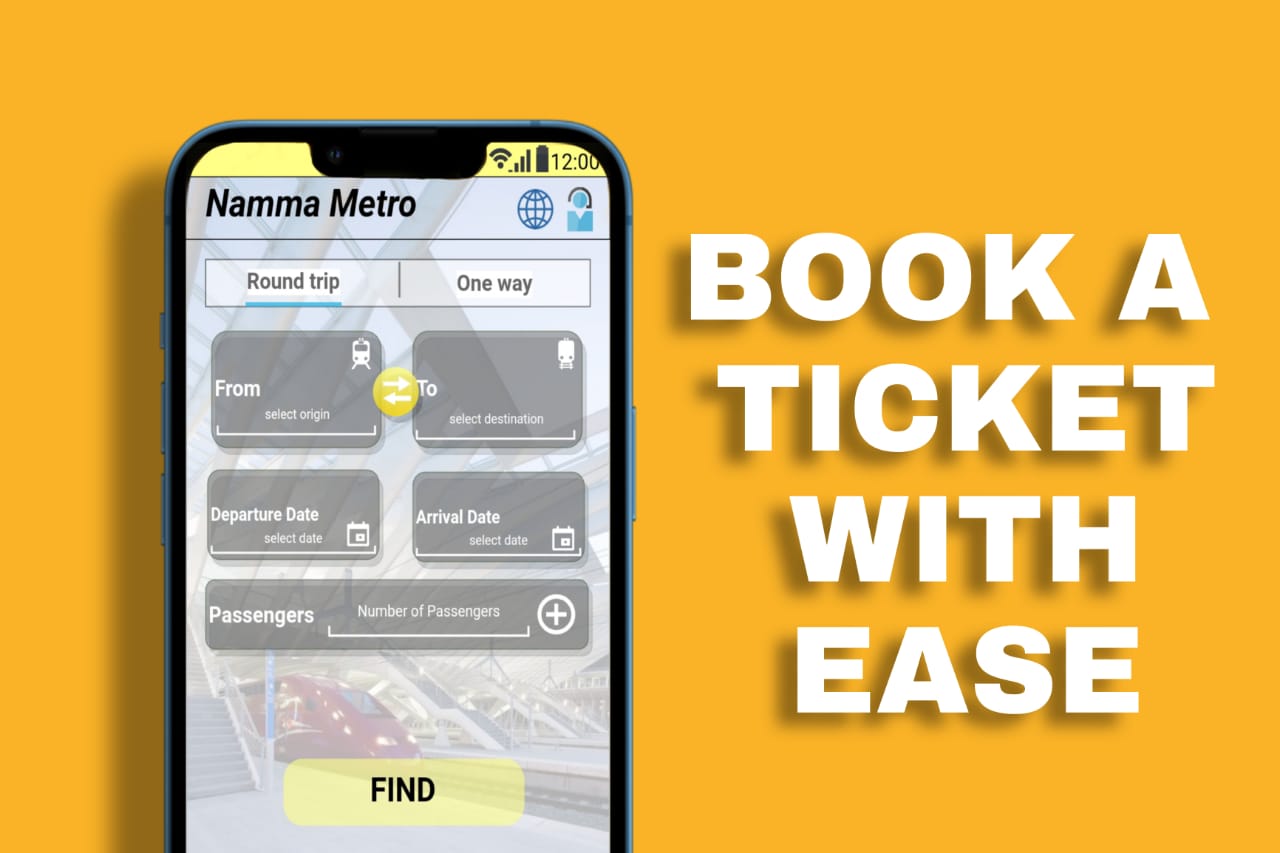 12:00
Namma Metro
Round trip
One way
From
select origin
To
select destination
Departure Date
select date
Arrival Date
select date
Passengers
Number of Passengers
FIND
BOOK A
TICKET
WITH
EASE